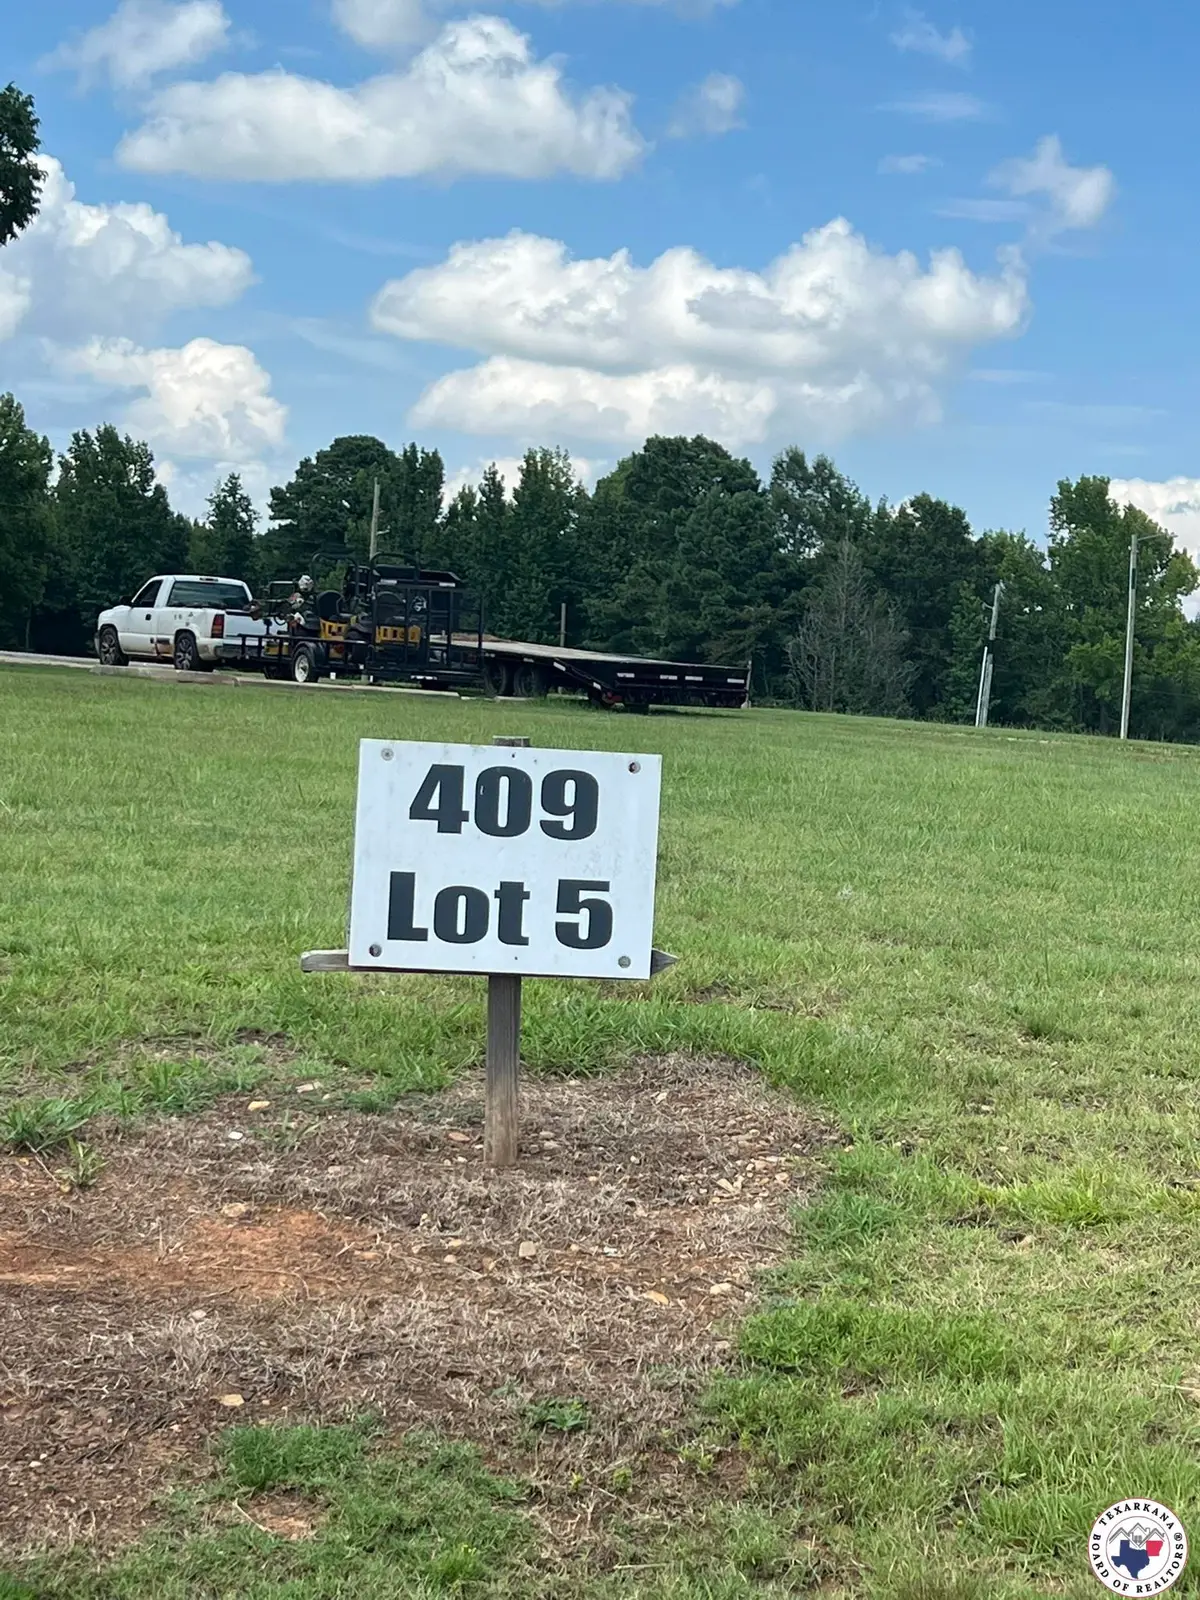 409
Lot 5
TEXARKANA
BOARD OF REALTORS®